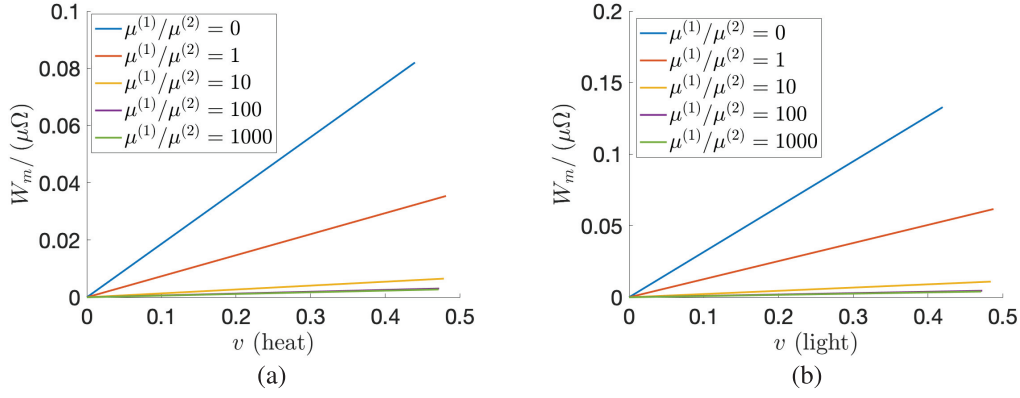 0.1
0.08
0.06
0.04
0.02
0
W_m / (μΩ)
μ^(1)/μ^(2) = 0
μ^(1)/μ^(2) = 1
μ^(1)/μ^(2) = 10
μ^(1)/μ^(2) = 100
μ^(1)/μ^(2) = 1000
0 0.1 0.2 0.3 0.4 0.5
v (heat)
(a)
0.2
0.15
0.1
0.05
0
W_m / (μΩ)
μ^(1)/μ^(2) = 0
μ^(1)/μ^(2) = 1
μ^(1)/μ^(2) = 10
μ^(1)/μ^(2) = 100
μ^(1)/μ^(2) = 1000
0 0.1 0.2 0.3 0.4 0.5
v (light)
(b)